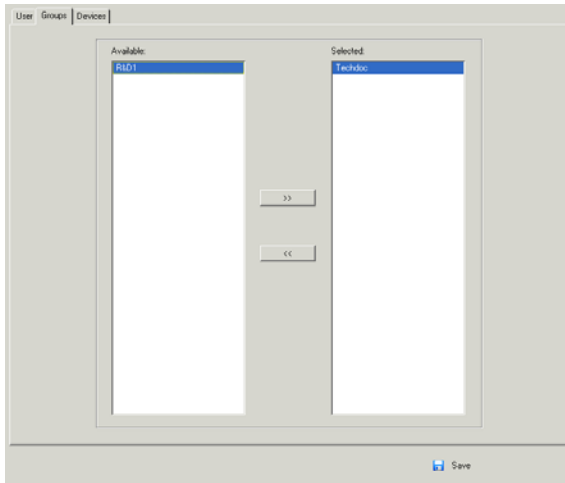 User Groups Devices
Available: Selected:
R&D1 Techdoc
>>
<<
Save